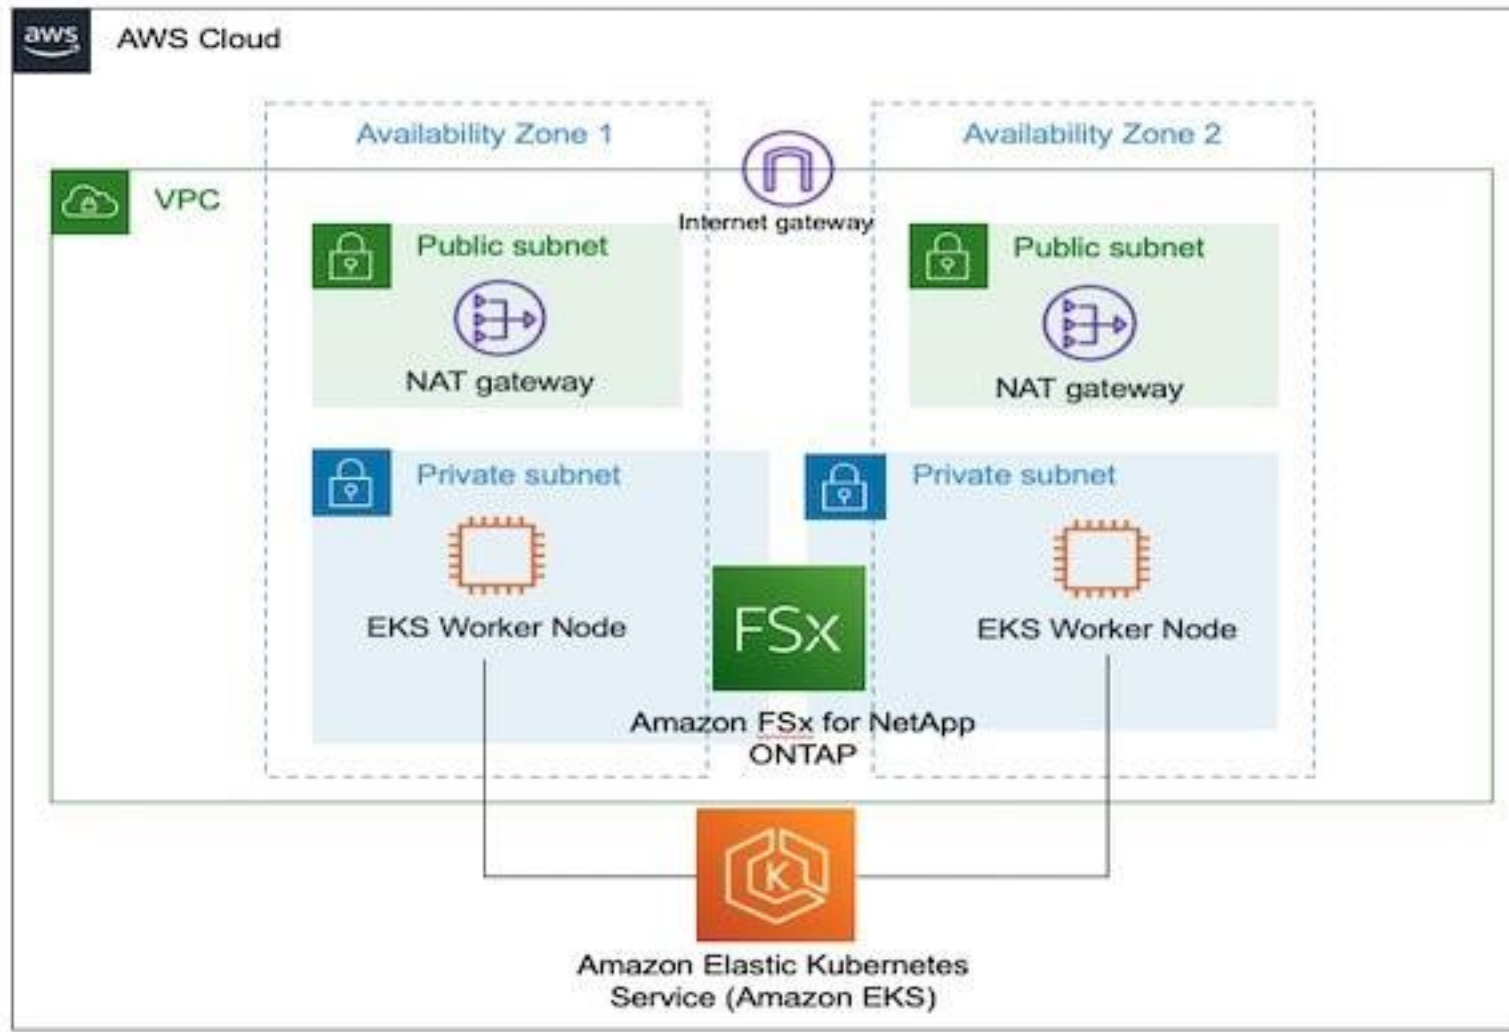 aws
AWS Cloud
Availability Zone 1
Availability Zone 2
VPC
Internet gateway
Public subnet
Public subnet
NAT gateway
NAT gateway
Private subnet
Private subnet
EKS Worker Node
FSx
EKS Worker Node
Amazon FSx for NetApp
ONTAP
K
Amazon Elastic Kubernetes
Service (Amazon EKS)